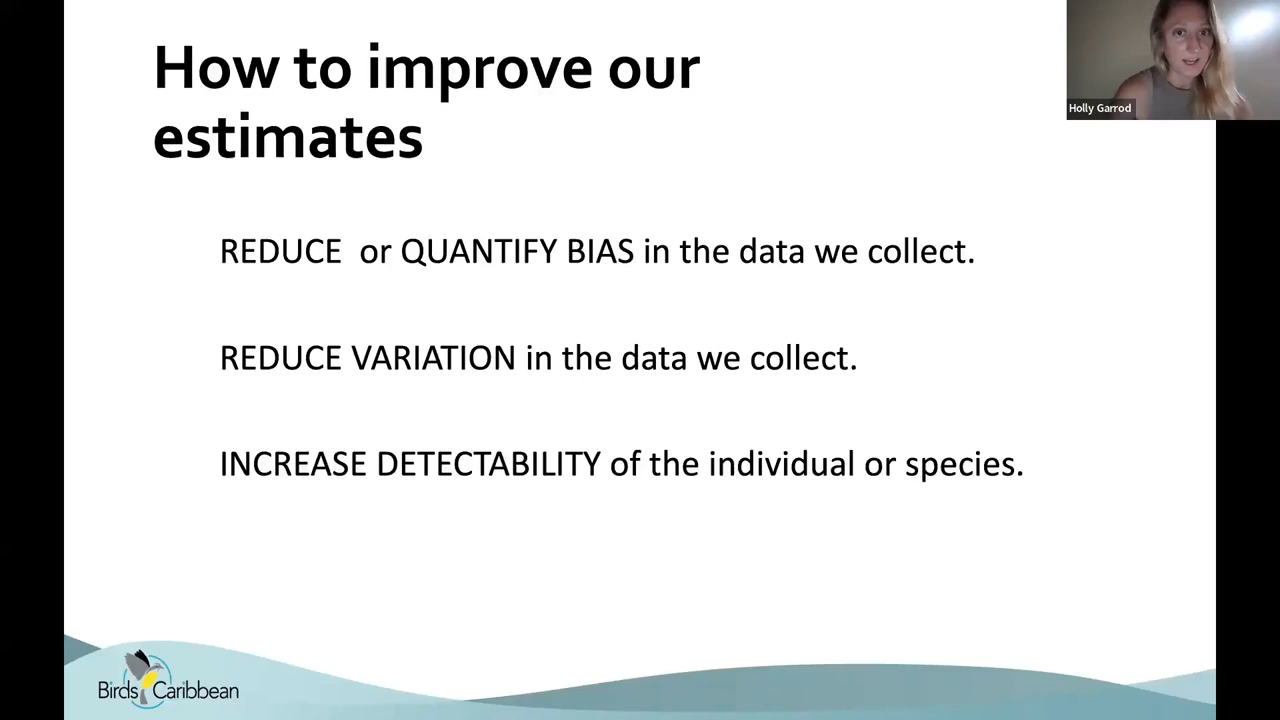 How to improve our
estimates
Holly Garrod
REDUCE  or QUANTIFY BIAS in the data we collect.
REDUCE VARIATION in the data we collect.
INCREASE DETECTABILITY of the individual or species.
Birds Caribbean